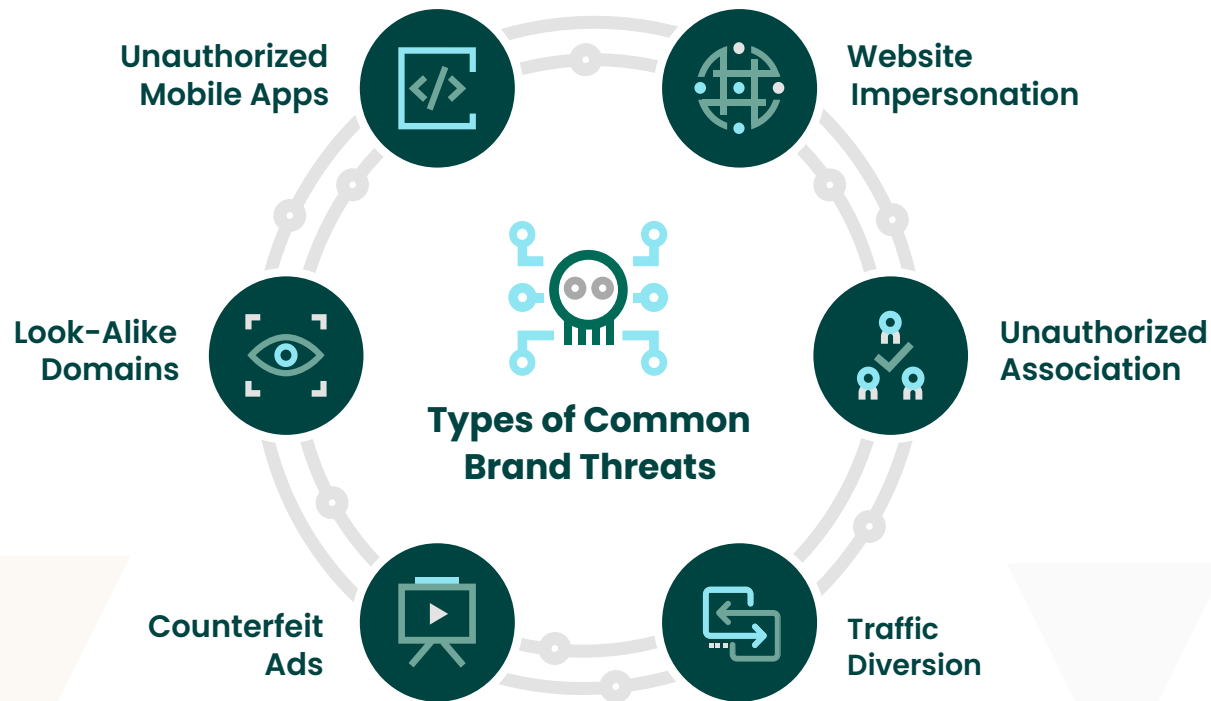 Unauthorized
Mobile Apps
Website
Impersonation
Look-Alike
Domains
Unauthorized
Association
Types of Common
Brand Threats
Counterfeit
Ads
Traffic
Diversion